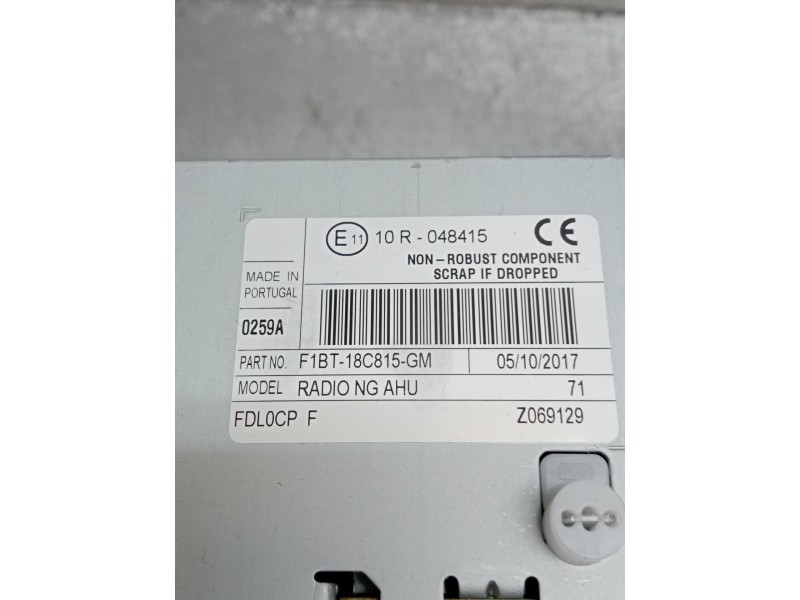 E 11 10 R - 048415 CE
NON-ROBUST COMPONENT
SCRAP IF DROPPED
MADE IN
PORTUGAL
0259A
PART NO. F1BT-18C815-GM 05/10/2017
MODEL RADIO NG AHU 71
FDL0CP F Z069129